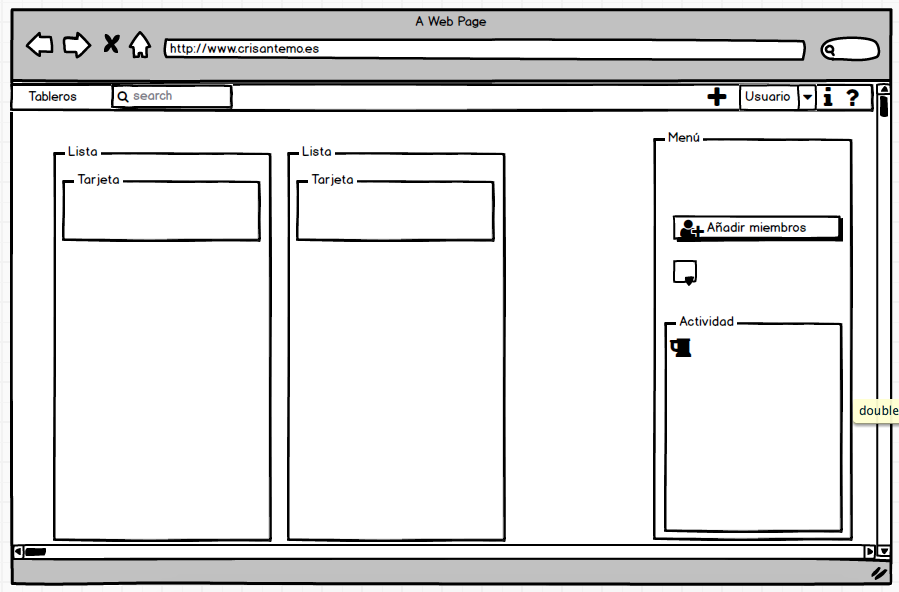 A Web Page
http://www.crisantemo.es
Tableros
search
Usuario
i ?
Lista
Tarjeta
Lista
Tarjeta
Menú
Añadir miembros
Actividad
double